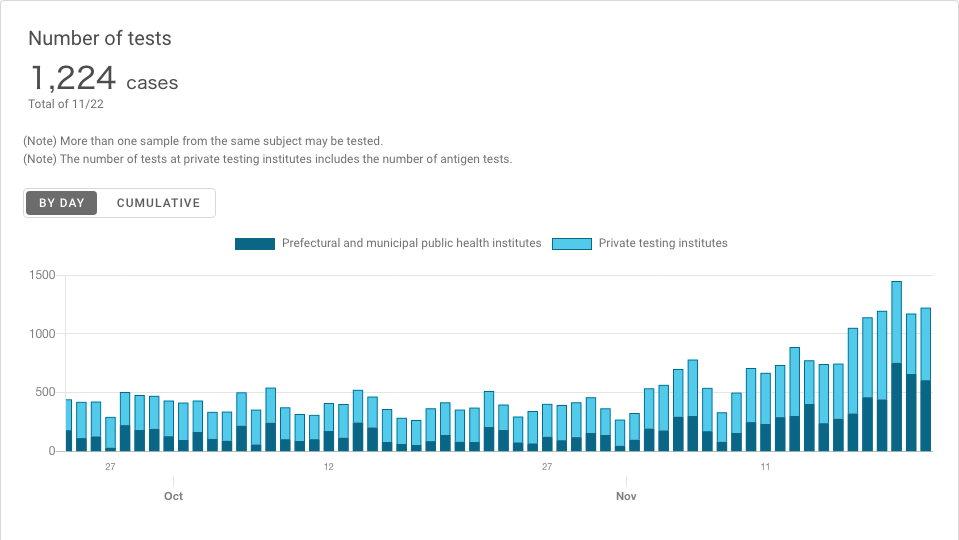 Number of tests
1,224 cases
Total of 11/22
(Note) More than one sample from the same subject may be tested.
(Note) The number of tests at private testing institutes includes the number of antigen tests.
BY DAY CUMULATIVE
Prefectural and municipal public health institutes Private testing institutes
1500
1000
500
0
27 12 27 11
Oct Nov